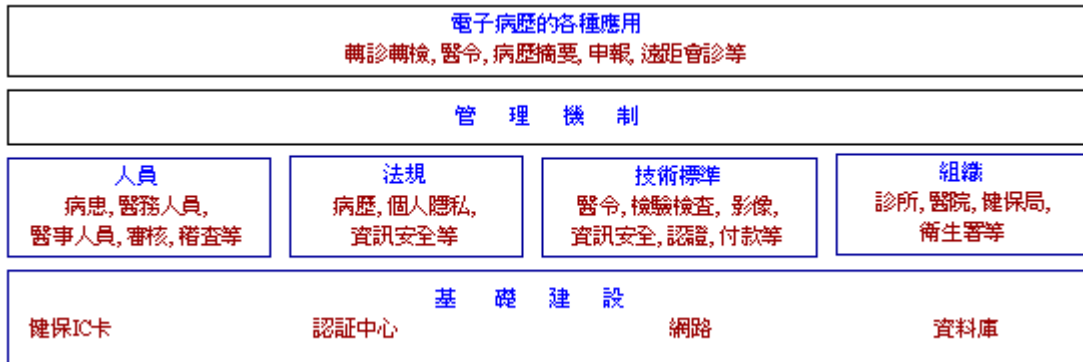 電子病歷的各種應用
轉診轉檢, 醫令, 病歷摘要, 申報, 遠距會診等
管 理 機 制
人員
病患, 醫務人員,
醫事人員, 審核, 稽查等
法規
病歷, 個人隱私,
資訊安全等
技術標準
醫令, 檢驗檢查, 影像,
資訊安全, 認證, 付款等
組織
診所, 醫院, 健保局,
衛生署等
基 礎 建 設
健保IC卡 認証中心 網路 資料庫